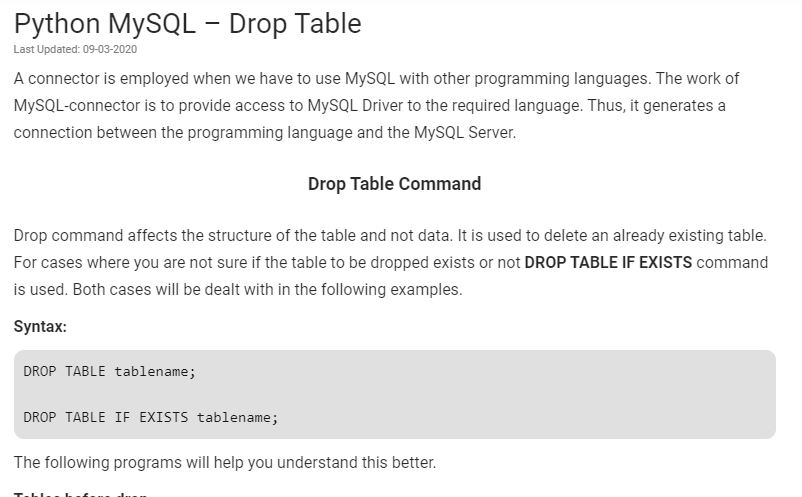 Python MySQL – Drop Table
Last Updated: 09-03-2020
A connector is employed when we have to use MySQL with other programming languages. The work of
MySQL-connector is to provide access to MySQL Driver to the required language. Thus, it generates a
connection between the programming language and the MySQL Server.
Drop Table Command
Drop command affects the structure of the table and not data. It is used to delete an already existing table.
For cases where you are not sure if the table to be dropped exists or not DROP TABLE IF EXISTS command
is used. Both cases will be dealt with in the following examples.
Syntax:
DROP TABLE tablename;
DROP TABLE IF EXISTS tablename;
The following programs will help you understand this better.
Tables before drop